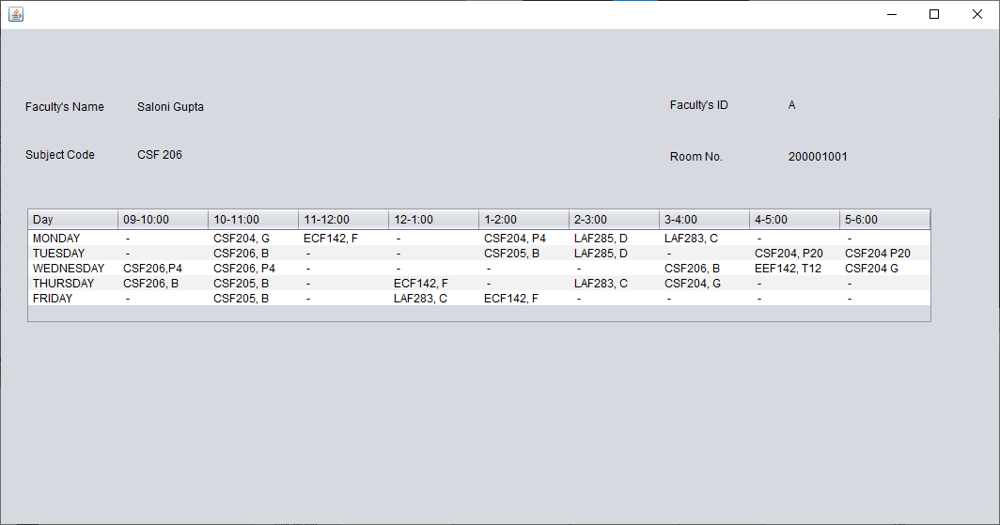 Faculty's Name Saloni Gupta Faculty's ID A
Subject Code CSF 206 Room No. 200001001
Day 09-10:00 10-11:00 11-12:00 12-1:00 1-2:00 2-3:00 3-4:00 4-5:00 5-6:00
MONDAY - CSF204, G ECF142, F - CSF204, P4 LAF285, D LAF283, C - -
TUESDAY - CSF206, B - - CSF205, B LAF285, D - CSF204, P20 CSF204 P20
WEDNESDAY CSF206,P4 CSF206, P4 - - - - CSF206, B EEF142, T12 CSF204 G
THURSDAY CSF206, B CSF205, B - ECF142, F - LAF283, C CSF204, G - -
FRIDAY - CSF205, B - LAF283, C ECF142, F - - - -